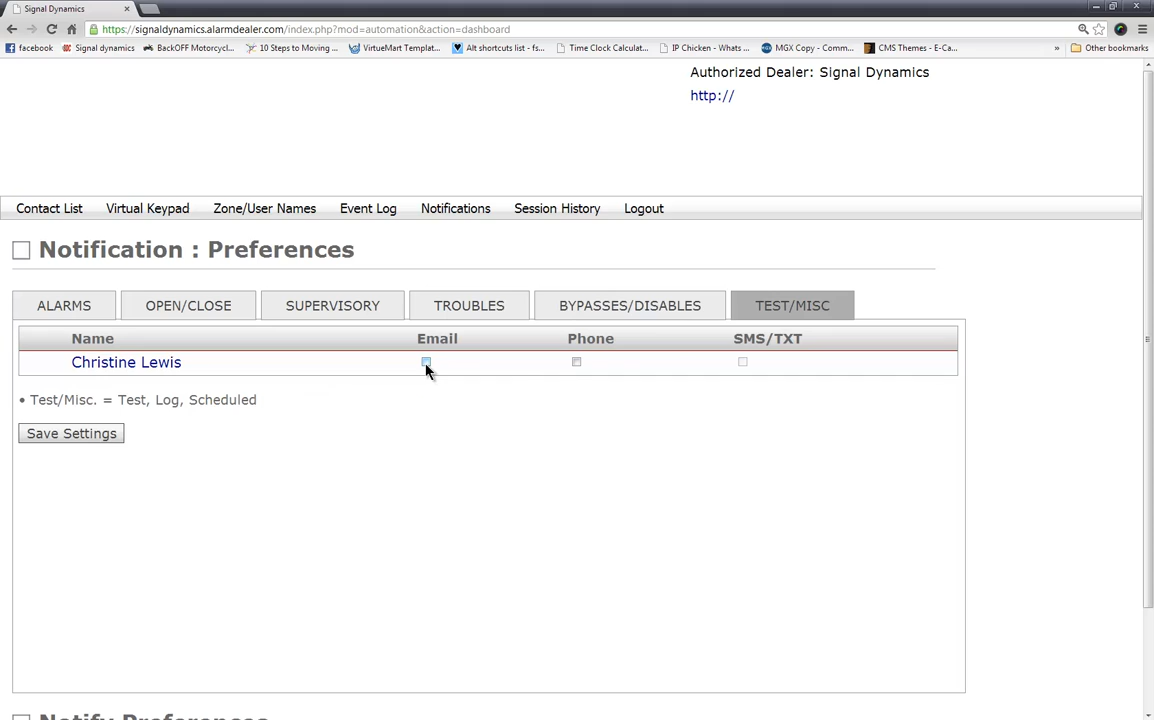 Signal Dynamics
https://signaldynamics.alarmdealer.com/index.php?mod=automation&action=dashboard
facebook Signal dynamics BackOFF Motorcycl... 10 Steps to Moving ... VirtueMart Templat... Alt shortcuts list - fs... Time Clock Calculat... IP Chicken - Whats ... MGX Copy - Comm... CMS Themes - E-Ca... » Other bookmarks
Authorized Dealer: Signal Dynamics
http://
Contact List Virtual Keypad Zone/User Names Event Log Notifications Session History Logout
Notification : Preferences
ALARMS OPEN/CLOSE SUPERVISORY TROUBLES BYPASSES/DISABLES TEST/MISC
Name Email Phone SMS/TXT
Christine Lewis
• Test/Misc. = Test, Log, Scheduled
Save Settings
Notify Preferences